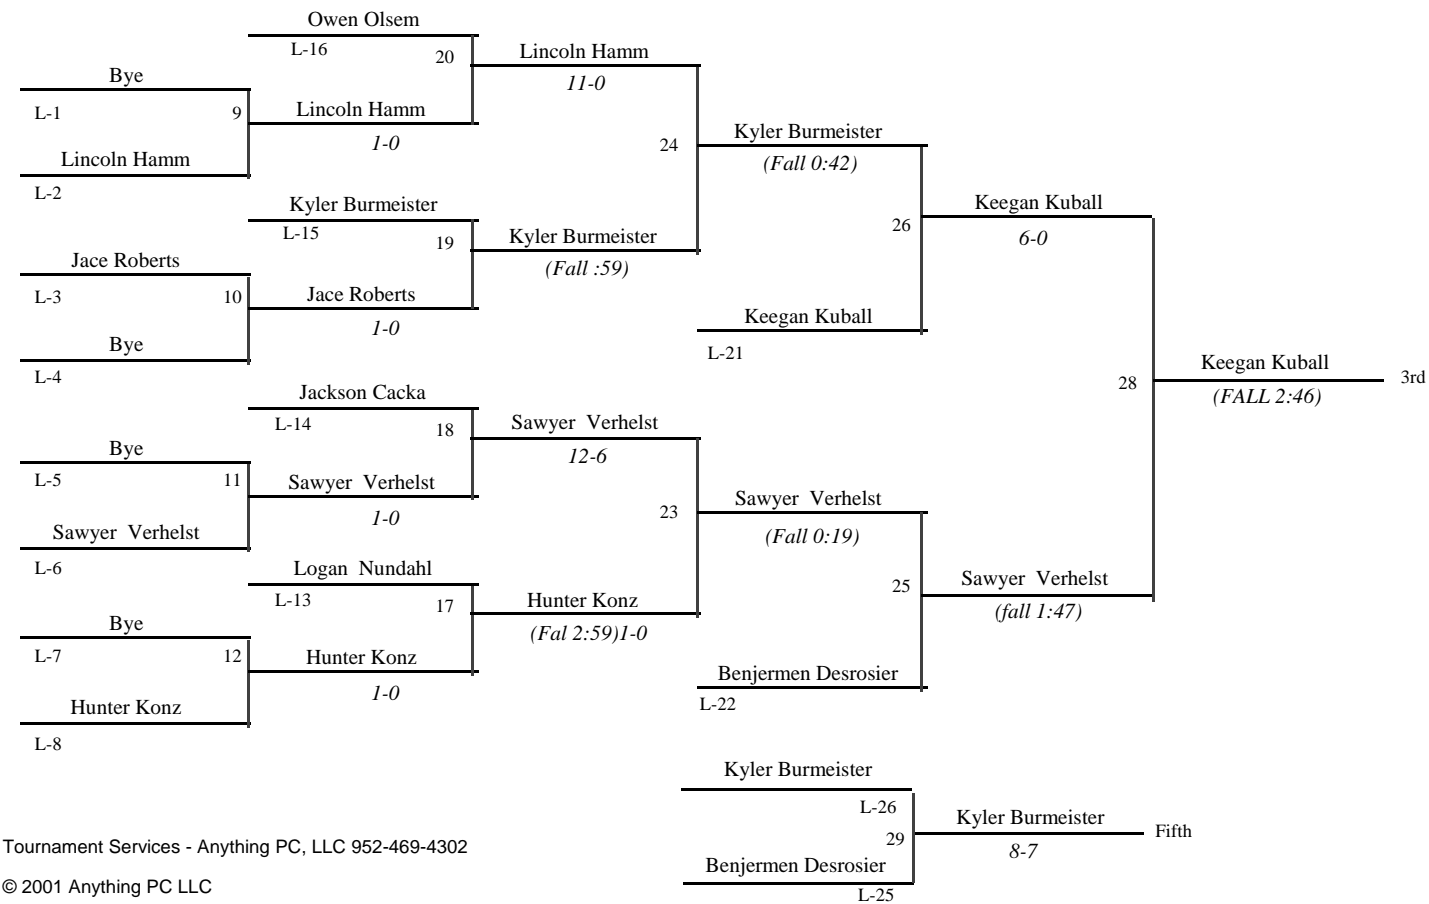 Owen Olsem
L-16
20
Lincoln Hamm
11-0
Bye
L-1
9
Lincoln Hamm
1-0
Lincoln Hamm
L-2
24
Kyler Burmeister
(Fall 0:42)
Kyler Burmeister
L-15
19
Kyler Burmeister
(Fall :59)
Jace Roberts
L-3
10
Jace Roberts
1-0
Bye
L-4
26
Keegan Kuball
6-0
Keegan Kuball
L-21
28
Keegan Kuball
(FALL 2:46)
3rd
Jackson Cacka
L-14
18
Sawyer Verhelst
12-6
Bye
L-5
11
Sawyer Verhelst
1-0
Sawyer Verhelst
L-6
23
Sawyer Verhelst
(Fall 0:19)
Logan Nundahl
L-13
17
Hunter Konz
(Fal 2:59)1-0
Bye
L-7
12
Hunter Konz
1-0
Hunter Konz
L-8
25
Sawyer Verhelst
(fall 1:47)
Benjermen Desrosier
L-22
Kyler Burmeister
L-26
29
Kyler Burmeister
8-7
Fifth
Benjermen Desrosier
L-25
Tournament Services - Anything PC, LLC 952-469-4302
© 2001 Anything PC LLC